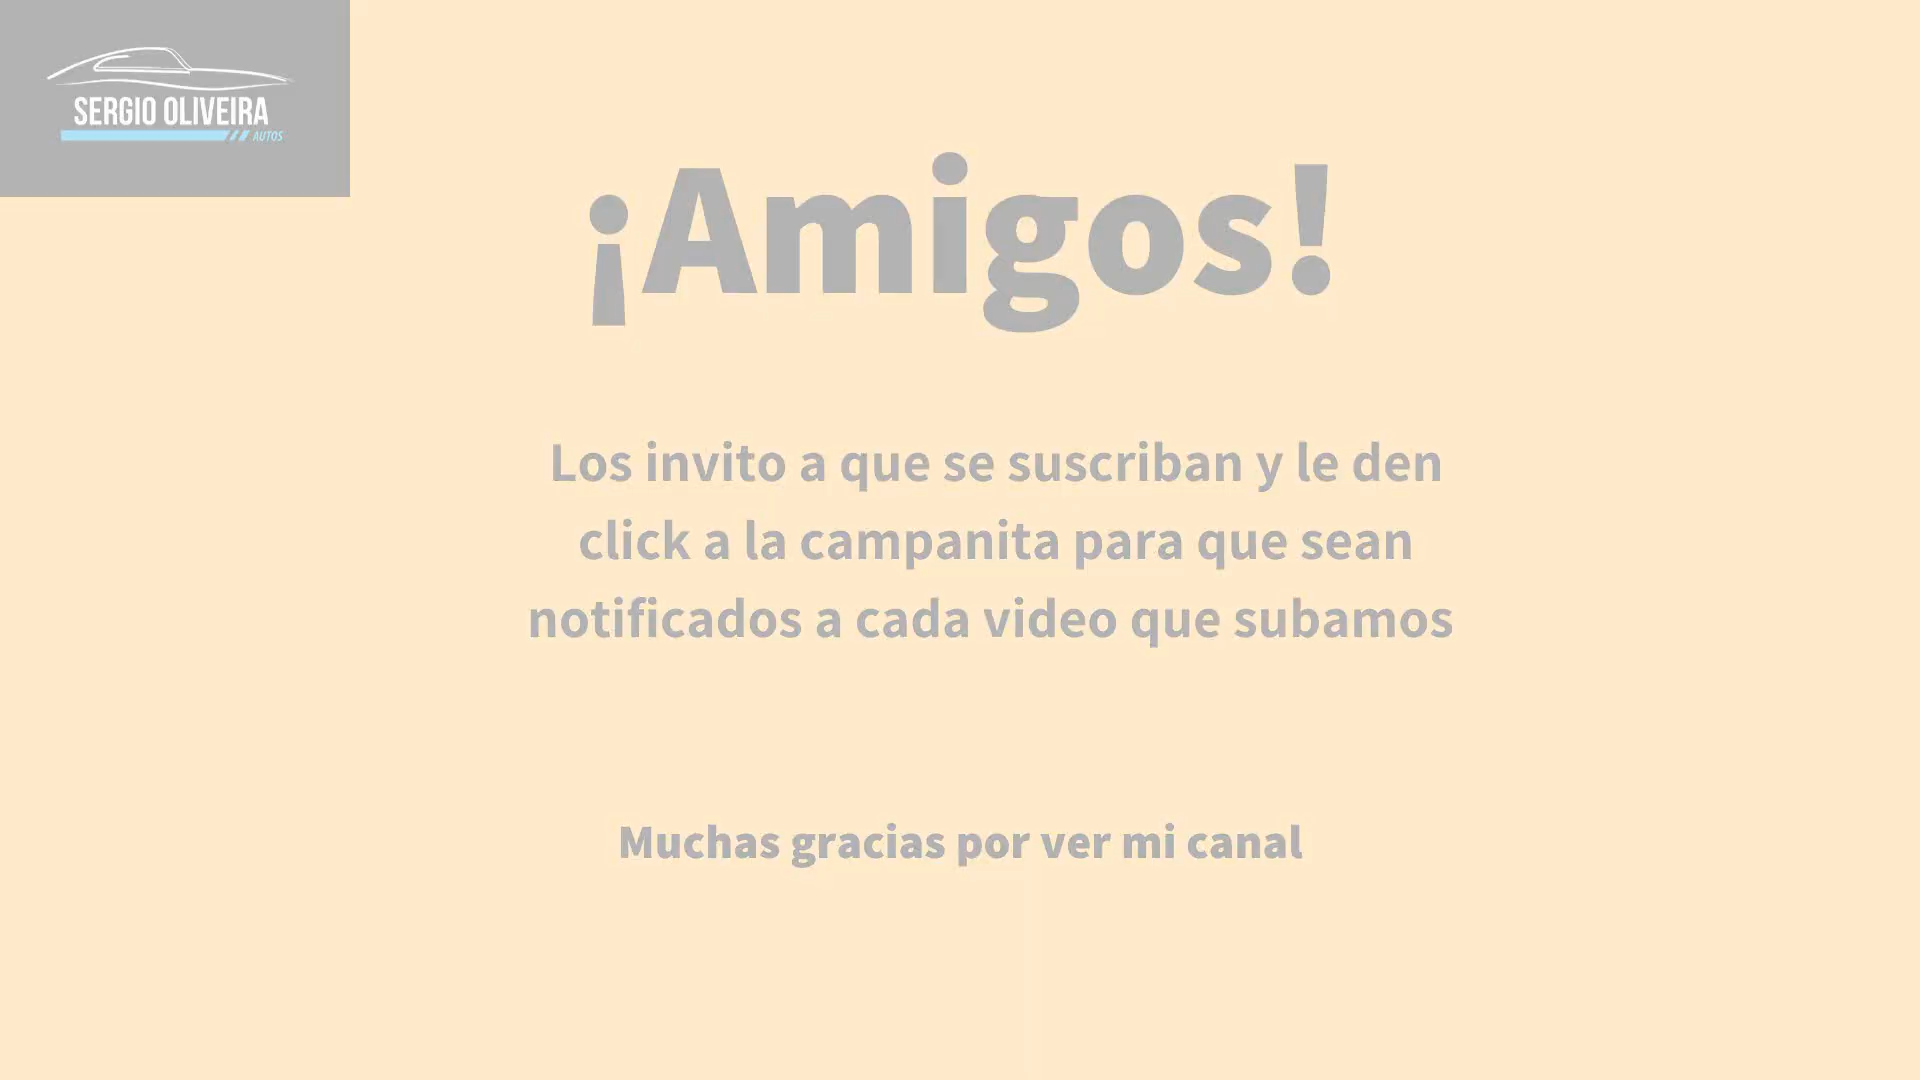 SERGIO OLIVEIRA
AUTOS
¡Amigos!
Los invito a que se suscriban y le den
click a la campanita para que sean
notificados a cada video que subamos
Muchas gracias por ver mi canal